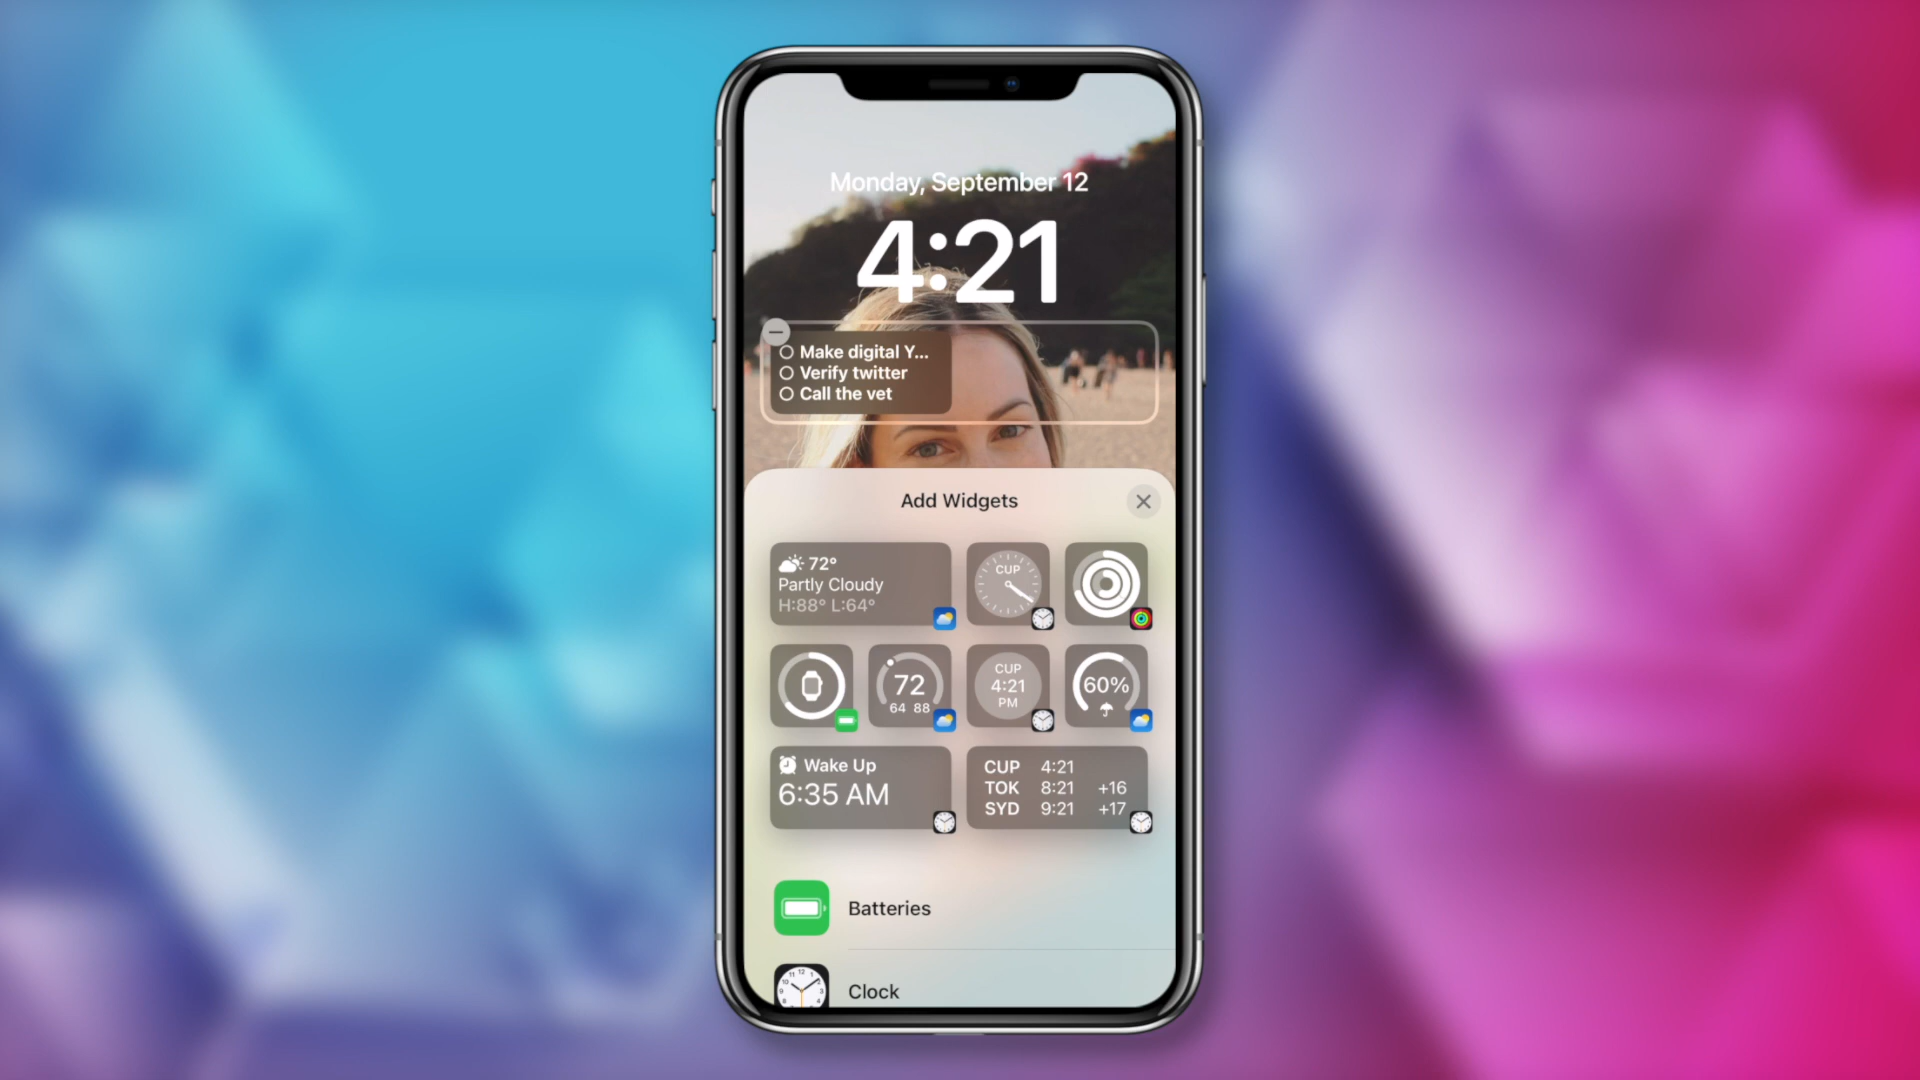 Monday, September 12
4:21
Make digital Y...
Verify twitter
Call the vet
Add Widgets
72°
Partly Cloudy
H:88° L:64°
CUP
72
64 88
CUP
4:21
PM
60%
Wake Up
6:35 AM
CUP 4:21
TOK 8:21 +16
SYD 9:21 +17
Batteries
Clock